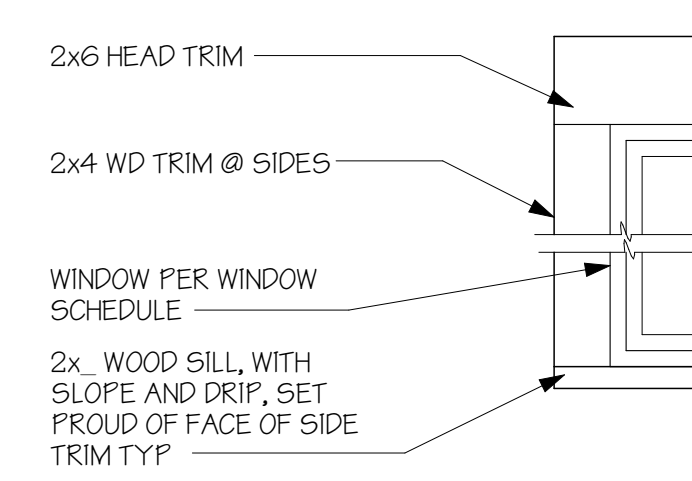 2x6 HEAD TRIM
2x4 WD TRIM @ SIDES
WINDOW PER WINDOW
SCHEDULE
2x_ WOOD SILL, WITH
SLOPE AND DRIP, SET
PROUD OF FACE OF SIDE
TRIM TYP